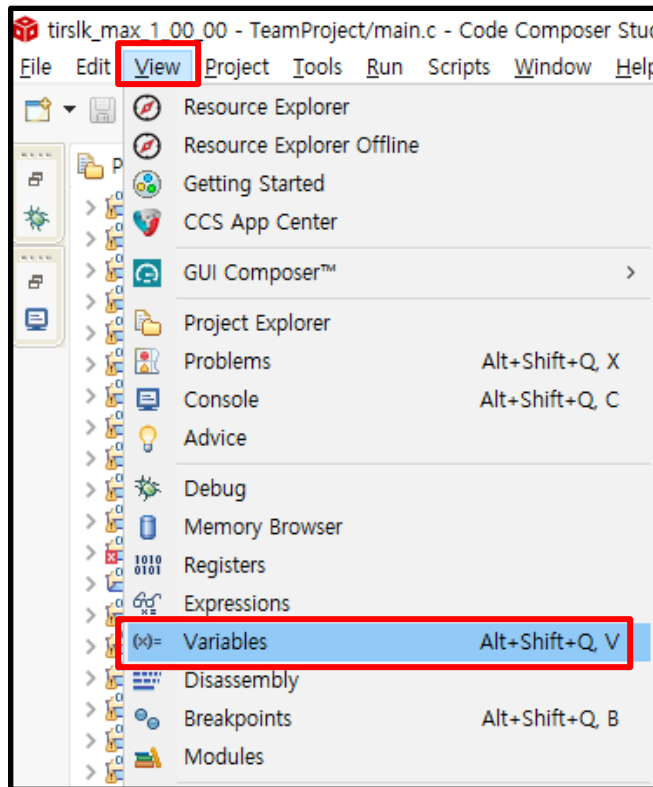 tirslk_max_1_00_00 - TeamProject/main.c - Code Composer Stud
File Edit View Project Tools Run Scripts Window Help
Resource Explorer
Resource Explorer Offline
Getting Started
CCS App Center
GUI Composer™ >
Project Explorer
Problems Alt+Shift+Q, X
Console Alt+Shift+Q, C
Advice
Debug
Memory Browser
1010
0101
Registers
Expressions
(x)= Variables Alt+Shift+Q, V
Disassembly
Breakpoints Alt+Shift+Q, B
Modules